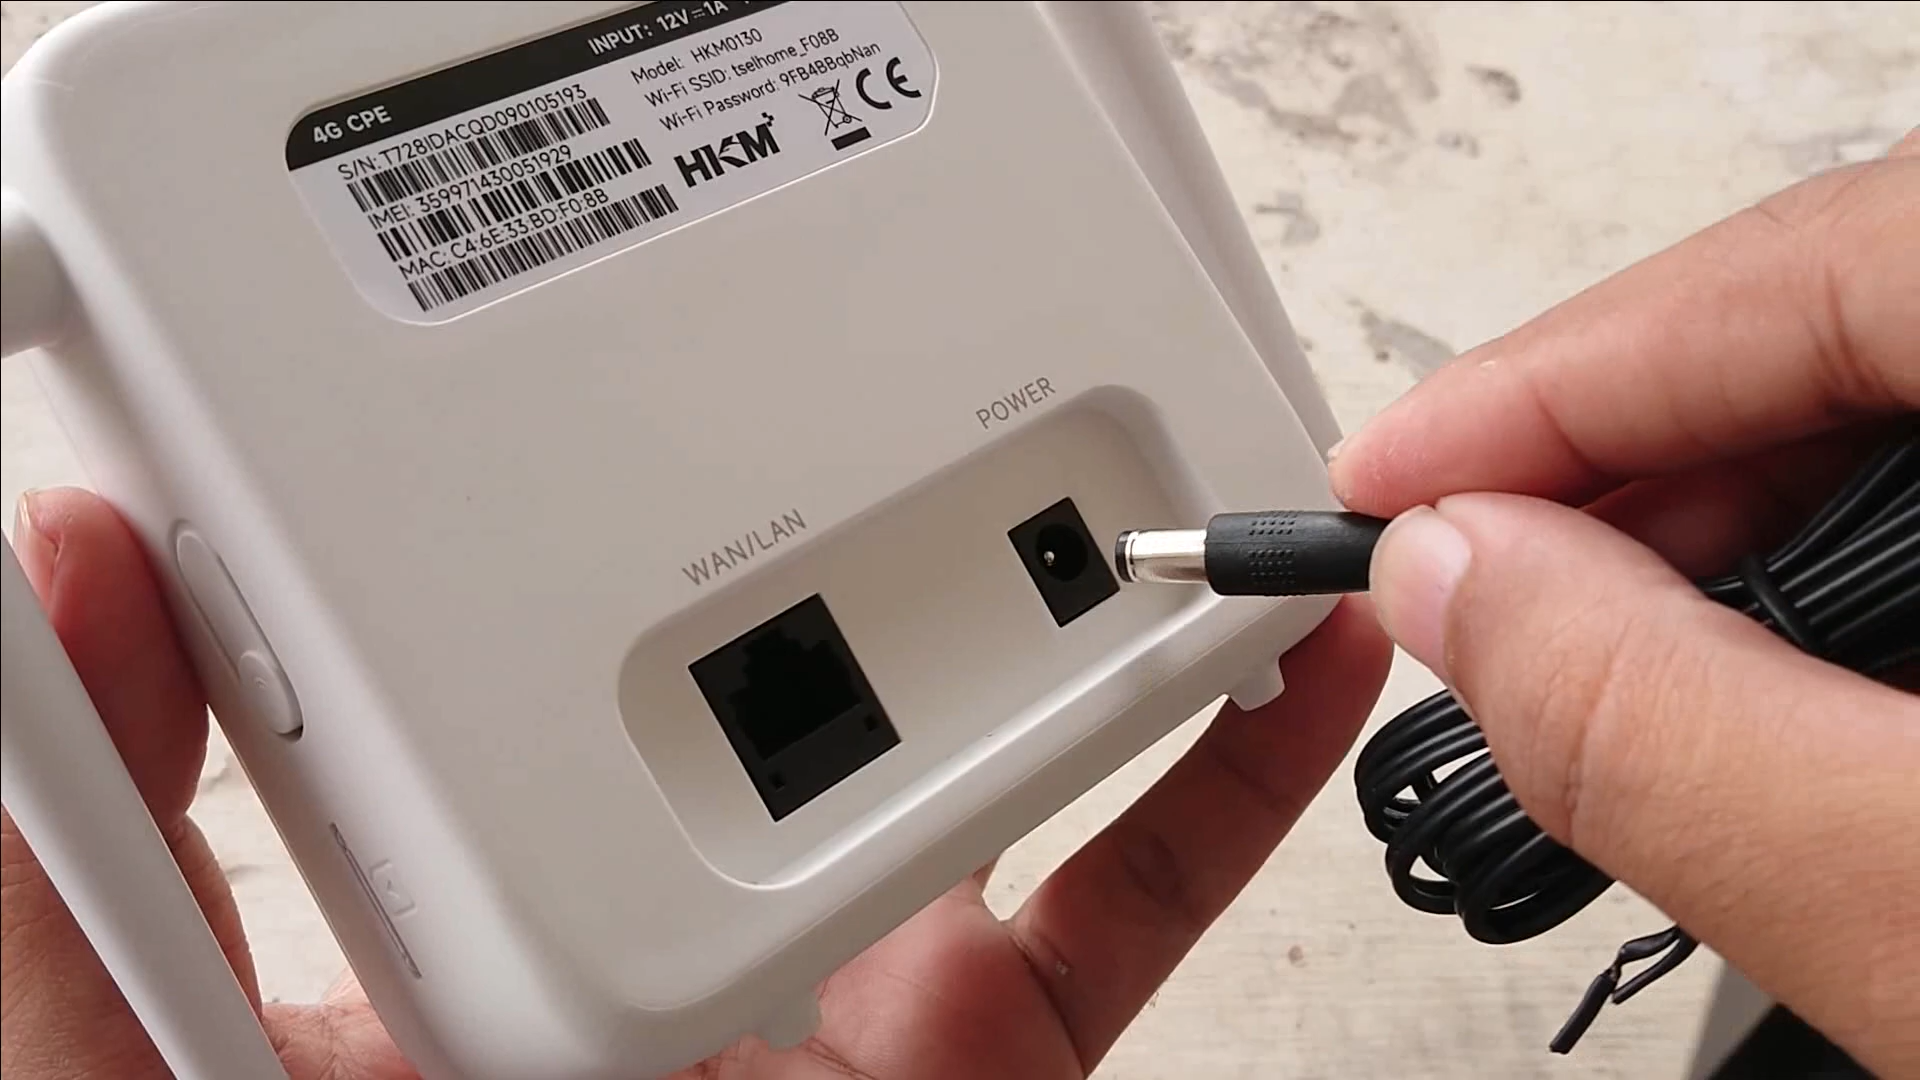 4G CPE
INPUT: 12V⎓1A
S/N: T728IDACQD090105193
IMEI: 359971430051929
MAC: C4:6E:33:BD:F0:8B
Model: HKM0130
Wi-Fi SSID: tselhome_F08B
Wi-Fi Password: 9FB4BBqbNan
HKM
CE
POWER
WAN/LAN